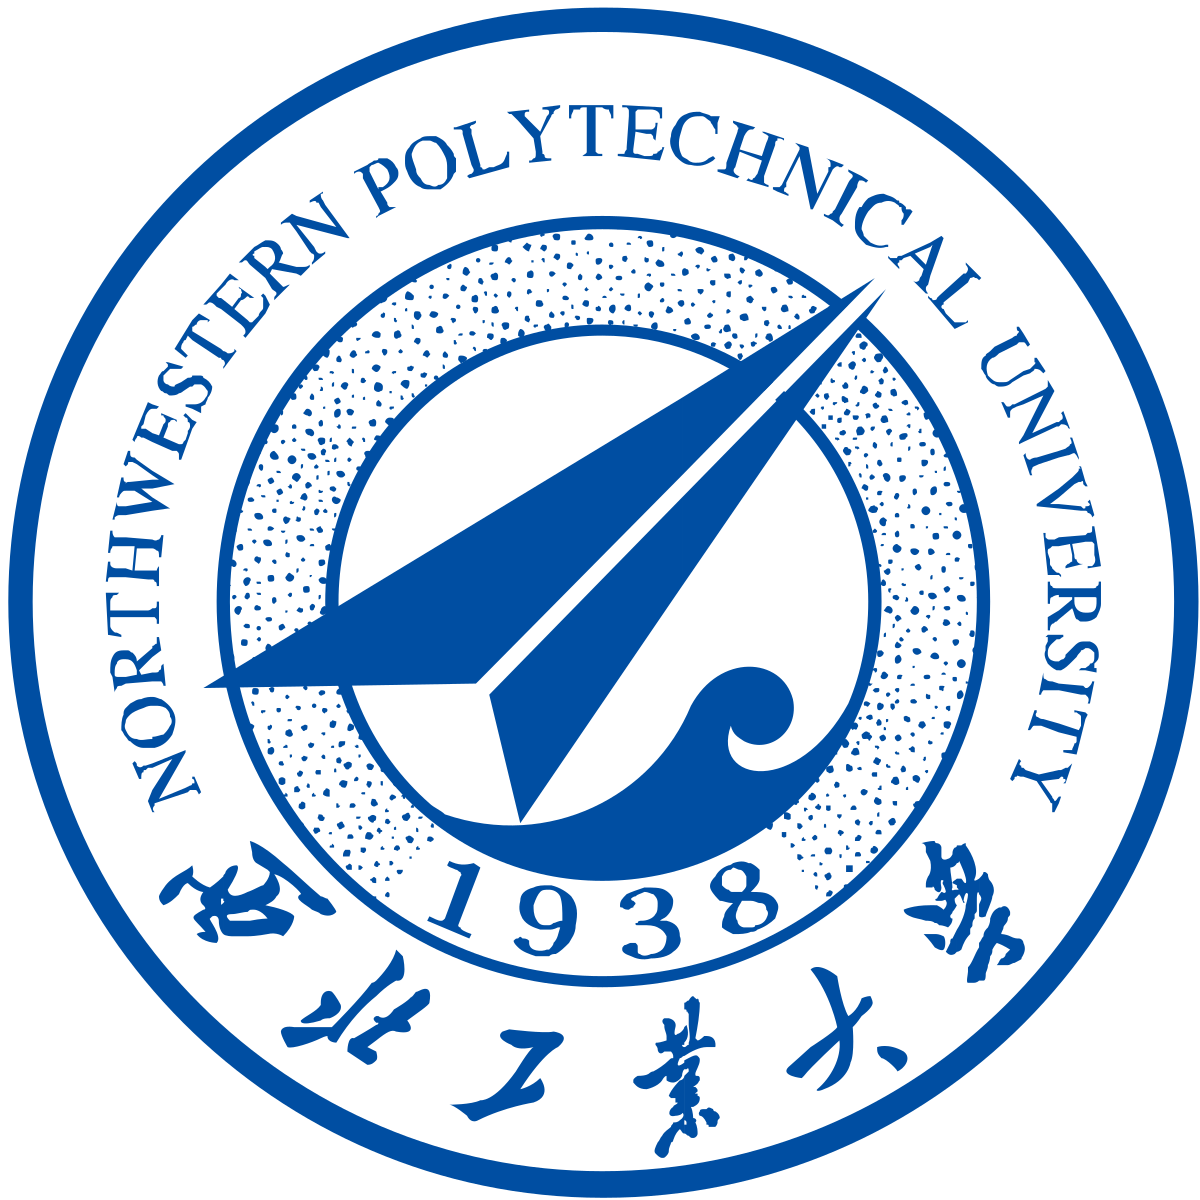 NORTHWESTERN POLYTECHNICAL UNIVERSITY
1938
西北工業大學